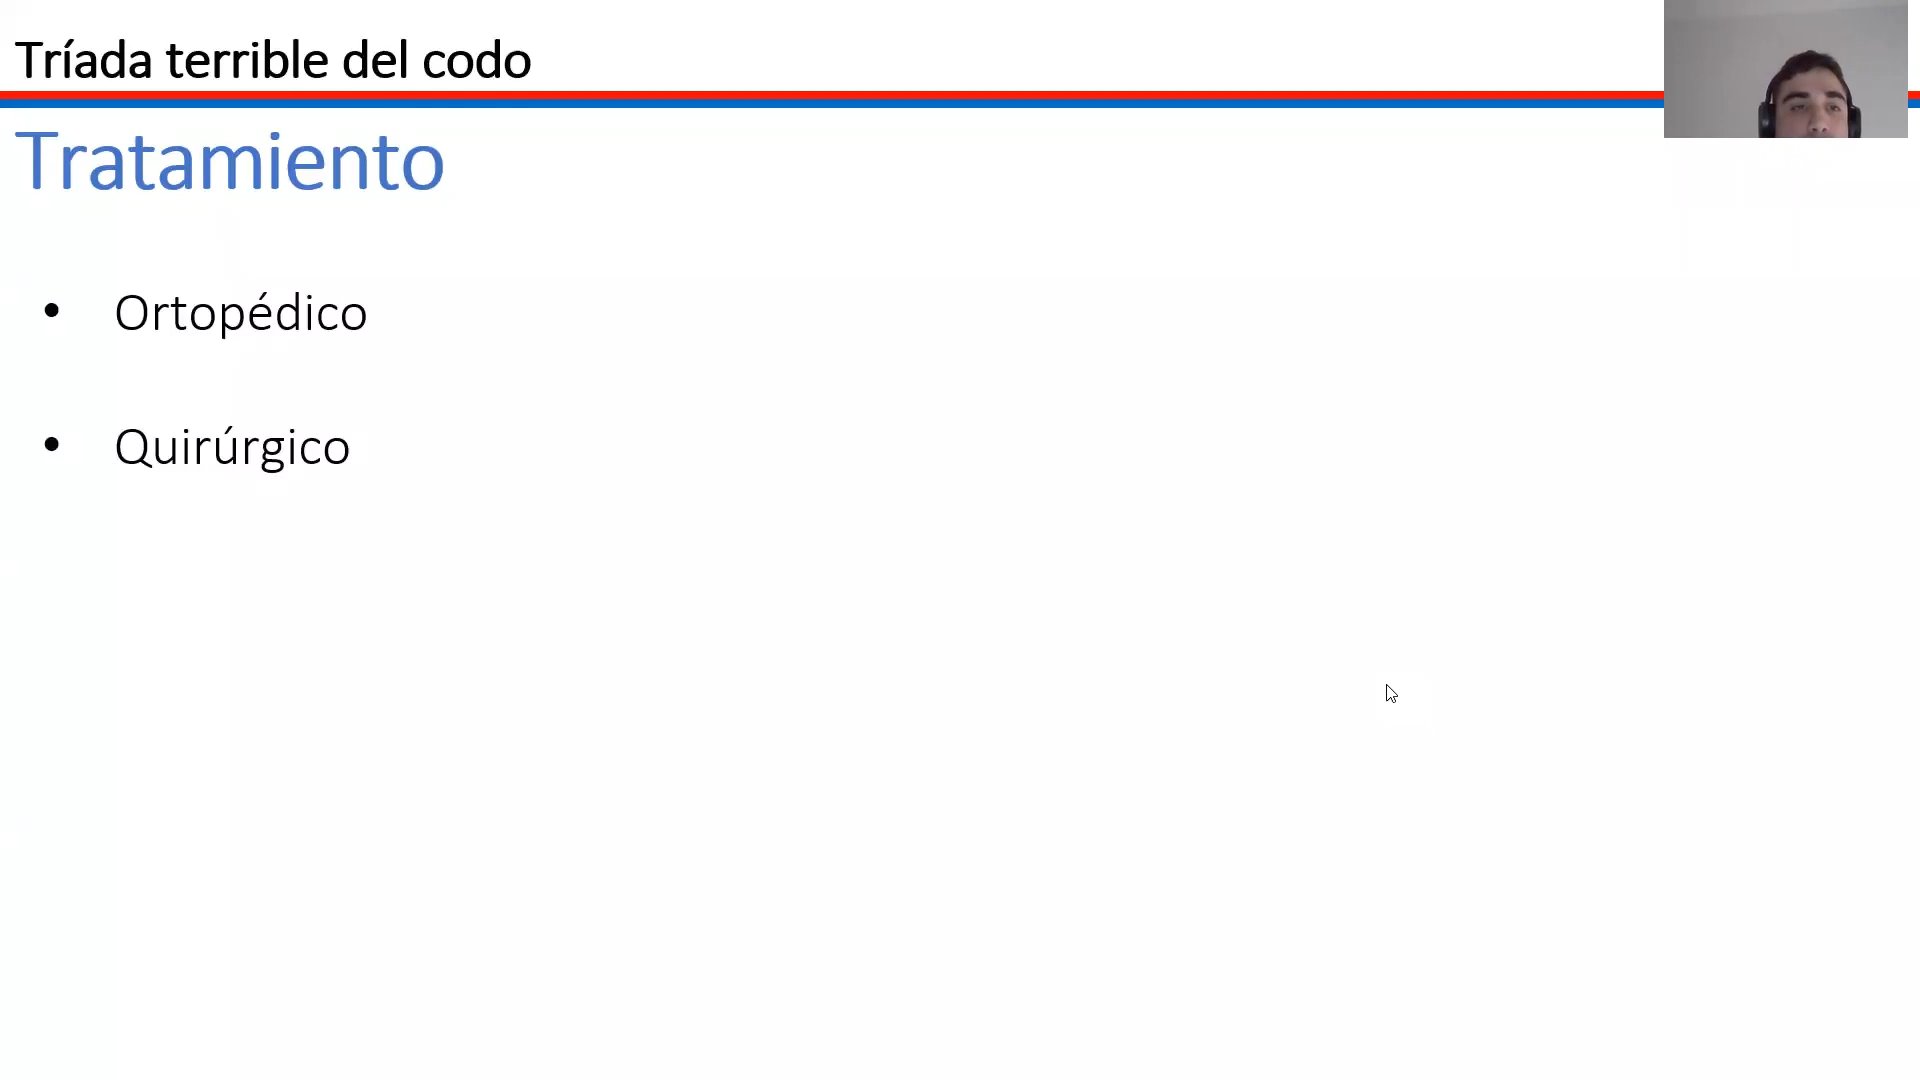 Tríada terrible del codo
Tratamiento
• Ortopédico
• Quirúrgico